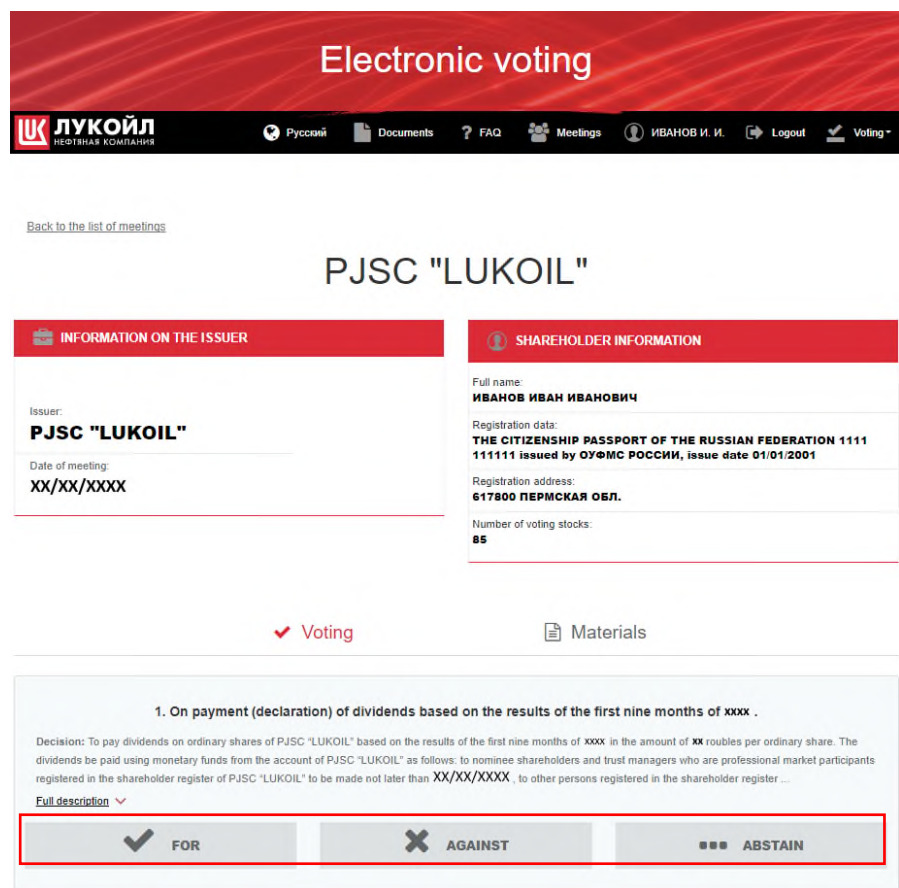 Electronic voting
ЛУКОЙЛ
НЕФТЯНАЯ КОМПАНИЯ
Русский Documents ? FAQ Meetings ИВАНОВ И. И. Logout Voting
Back to the list of meetings
PJSC "LUKOIL"
INFORMATION ON THE ISSUER
Issuer:
PJSC "LUKOIL"
Date of meeting:
XX/XX/XXXX
SHAREHOLDER INFORMATION
Full name:
ИВАНОВ ИВАН ИВАНОВИЧ
Registration data:
THE CITIZENSHIP PASSPORT OF THE RUSSIAN FEDERATION 1111
111111 issued by ОУФМС РОССИИ, issue date 01/01/2001
Registration address:
617800 ПЕРМСКАЯ ОБЛ.
Number of voting stocks:
85
Voting Materials
1. On payment (declaration) of dividends based on the results of the first nine months of xxxx .
Decision: To pay dividends on ordinary shares of PJSC "LUKOIL" based on the results of the first nine months of xxxx in the amount of xx roubles per ordinary share. The
dividends be paid using monetary funds from the account of PJSC "LUKOIL" as follows: to nominee shareholders and trust managers who are professional market participants
registered in the shareholder register of PJSC "LUKOIL" to be made not later than XX/XX/XXXX , to other persons registered in the shareholder register ...
Full description
FOR AGAINST ABSTAIN